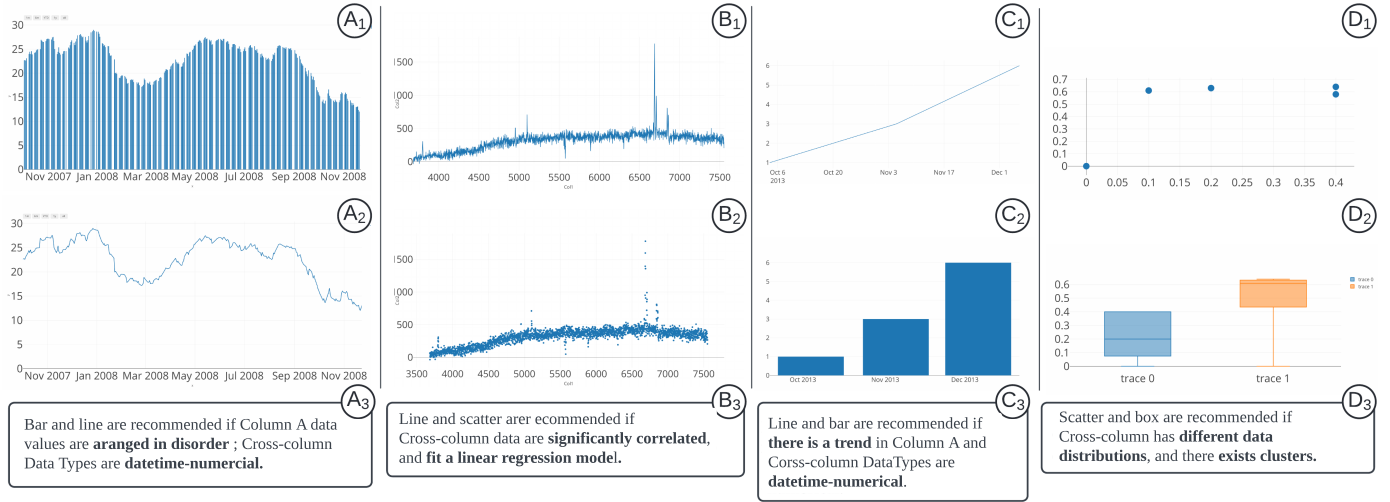 A1
30
25
20
15
10
5
0
Nov 2007 Jan 2008 Mar 2008 May 2008 Jul 2008 Sep 2008 Nov 2008
A2
30
25
20
15
10
5
0
Nov 2007 Jan 2008 Mar 2008 May 2008 Jul 2008 Sep 2008 Nov 2008
A3
Bar and line are recommended if Column A data
values are aranged in disorder ; Cross-column
Data Types are datetime-numercial.
B1
1500
1000
500
0
4000 4500 5000 5500 6000 6500 7000 7500
Col1
B2
1500
1000
500
0
3500 4000 4500 5000 5500 6000 6500 7000 7500
Col1
B3
Line and scatter arer ecommended if
Cross-column data are significantly correlated,
and fit a linear regression model.
C1
6
5
4
3
2
1
Oct 6 Oct 20 Nov 3 Nov 17 Dec 1
2013
C2
6
5
4
3
2
1
0
Oct 2013 Nov 2013 Dec 2013
C3
Line and bar are recommended if
there is a trend in Column A and
Corss-column DataTypes are
datetime-numerical.
D1
0.7
0.6
0.5
0.4
0.3
0.2
0.1
0
0 0.05 0.1 0.15 0.2 0.25 0.3 0.35 0.4
D2
0.6
0.5
0.4
0.3
0.2
0.1
0
trace 0 trace 1
trace 0
trace 1
D3
Scatter and box are recommended if
Cross-column has different data
distributions, and there exists clusters.